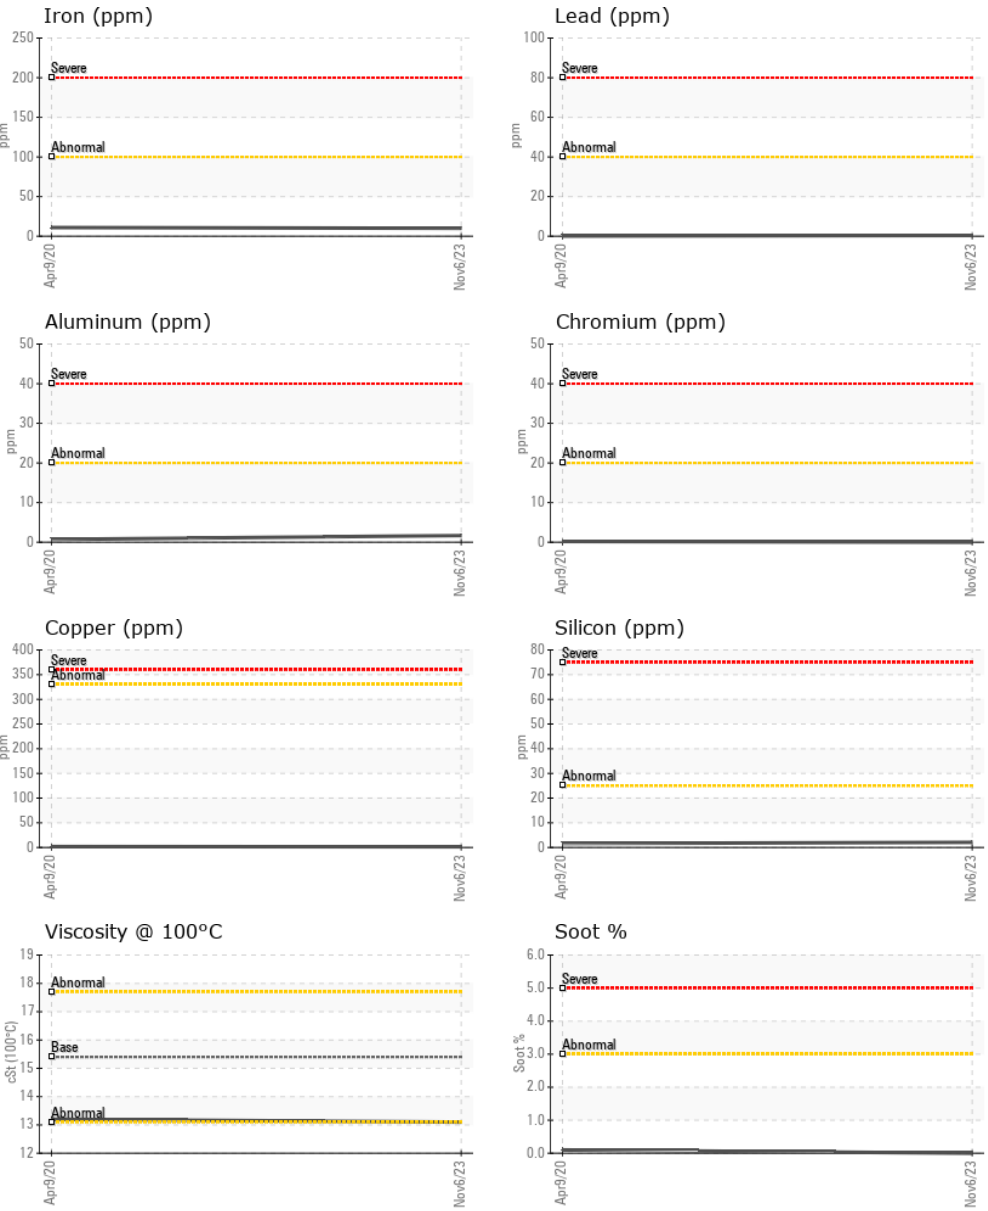 Iron (ppm)
250
200
150
100
50
0
ppm
Severe
Abnormal
Apr9/20
Nov6/23
Lead (ppm)
100
80
60
40
20
0
ppm
Severe
Abnormal
Apr9/20
Nov6/23
Aluminum (ppm)
50
40
30
20
10
0
ppm
Severe
Abnormal
Apr9/20
Nov6/23
Chromium (ppm)
50
40
30
20
10
0
ppm
Severe
Abnormal
Apr9/20
Nov6/23
Copper (ppm)
400
350
300
250
200
150
100
50
0
ppm
Severe
Abnormal
Apr9/20
Nov6/23
Silicon (ppm)
80
70
60
50
40
30
20
10
0
ppm
Severe
Abnormal
Apr9/20
Nov6/23
Viscosity @ 100°C
19
18
17
16
15
14
13
12
cSt (100°C)
Abnormal
Base
Abnormal
Apr9/20
Nov6/23
Soot %
6.0
5.0
4.0
3.0
2.0
1.0
0.0
Soot %
Severe
Abnormal
Apr9/20
Nov6/23